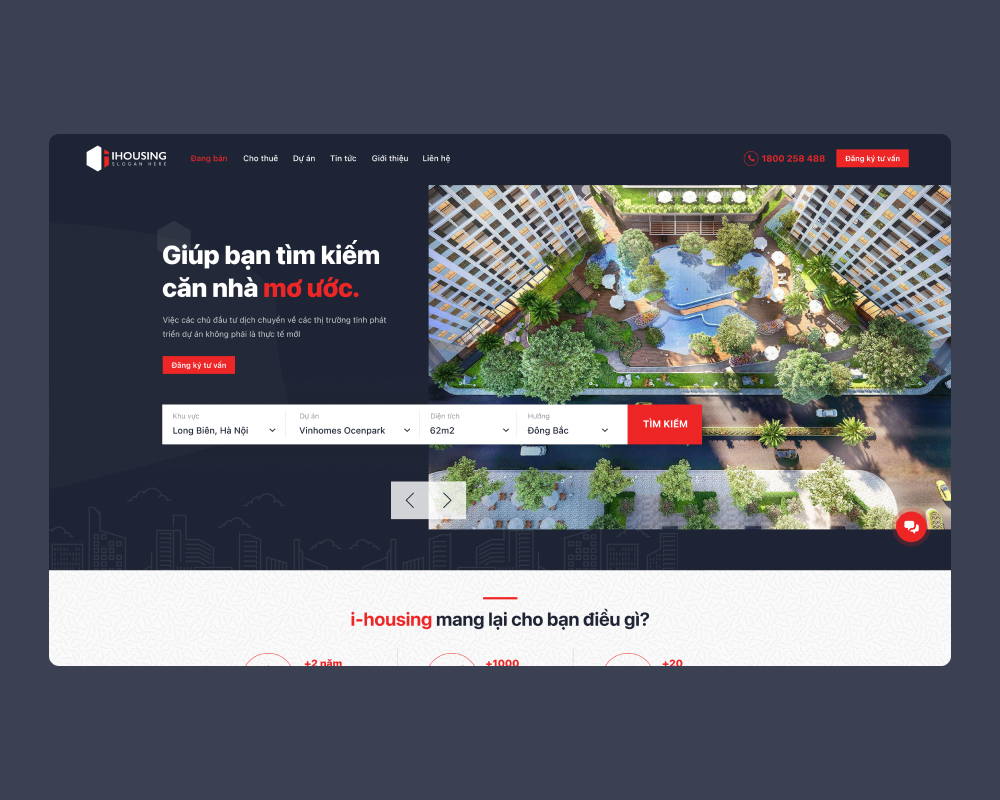 IHOUSING
SLOGAN HERE
Đang bán
Cho thuê
Dự án
Tin tức
Giới thiệu
Liên hệ
1800 258 488
Đăng ký tư vấn
Giúp bạn tìm kiếm
căn nhà mơ ước.
Việc các chủ đầu tư dịch chuyển về các thị trường tỉnh phát
triển dự án không phải là thực tế mới
Đăng ký tư vấn
Khu vực
Long Biên, Hà Nội
Dự án
Vinhomes Ocenpark
Diện tích
62m2
Hướng
Đông Bắc
TÌM KIẾM
i-housing mang lại cho bạn điều gì?
+2 năm
+1000
+20